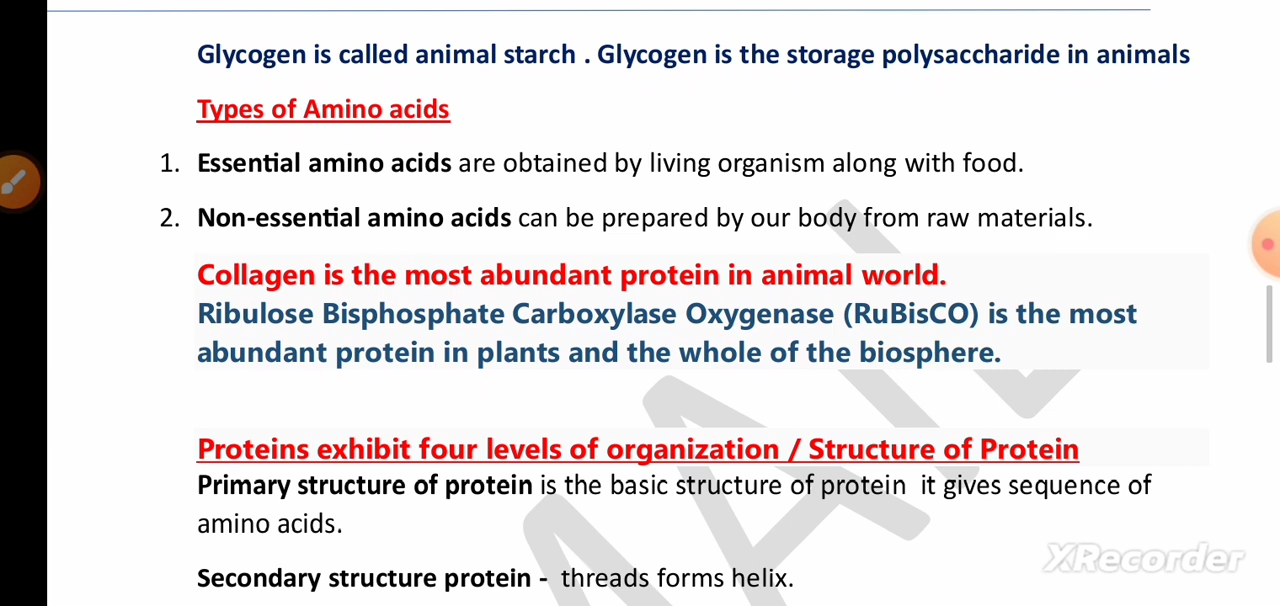 Glycogen is called animal starch . Glycogen is the storage polysaccharide in animals
Types of Amino acids
1. Essential amino acids are obtained by living organism along with food.
2. Non-essential amino acids can be prepared by our body from raw materials.
Collagen is the most abundant protein in animal world.
Ribulose Bisphosphate Carboxylase Oxygenase (RuBisCO) is the most
abundant protein in plants and the whole of the biosphere.
Proteins exhibit four levels of organization / Structure of Protein
Primary structure of protein is the basic structure of protein it gives sequence of
amino acids.
Secondary structure protein - threads forms helix.
XRecorder